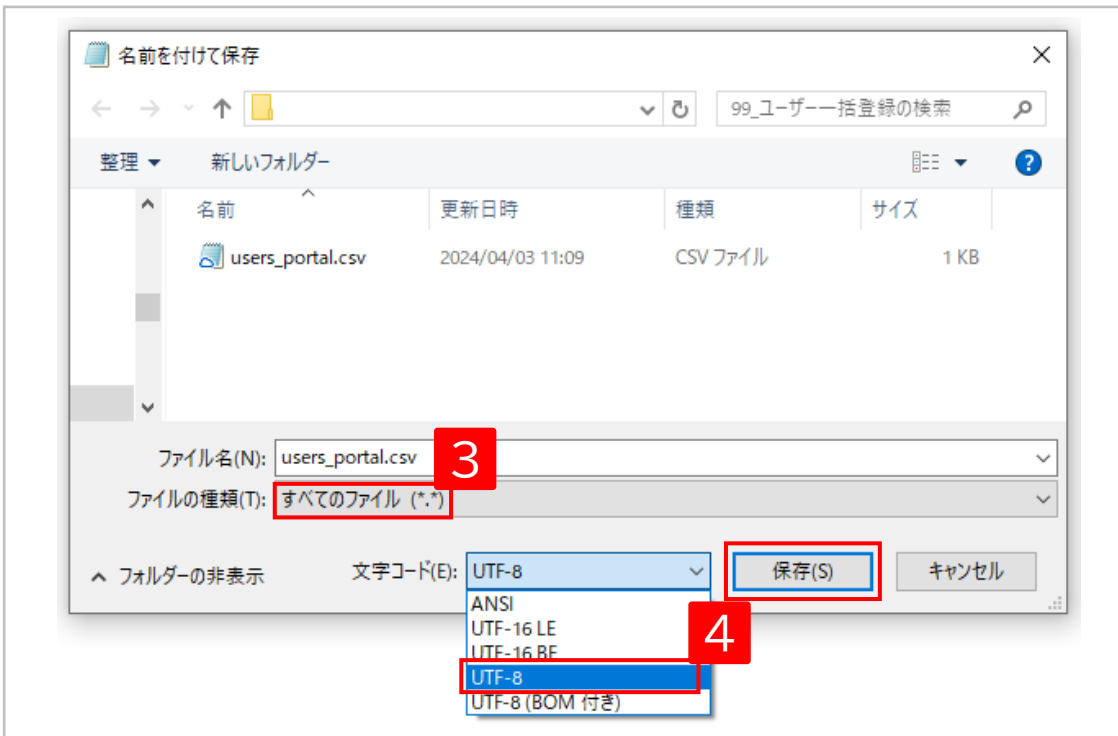 名前を付けて保存
99_ユーザー一括登録の検索
整理 新しいフォルダー
名前 更新日時 種類 サイズ
users_portal.csv 2024/04/03 11:09 CSV ファイル 1 KB
ファイル名(N): users_portal.csv
3
ファイルの種類(T): すべてのファイル (*.*)
フォルダーの非表示 文字コード(E): UTF-8 保存(S) キャンセル
ANSI
UTF-16 LE
UTF-16 BE
4
UTF-8
UTF-8 (BOM 付き)